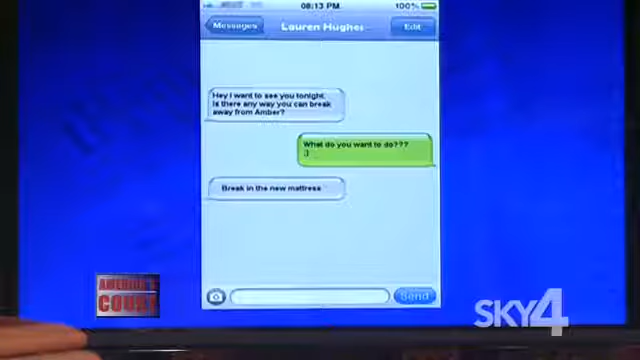 08:13 PM
100%
Messages
Lauren Hughes
Edit
Hey I want to see you tonight.
Is there any way you can break
away from Amber?
What do you want to do???
;)
Break in the new mattress
Send
AMERICA'S
COURT
SKY4